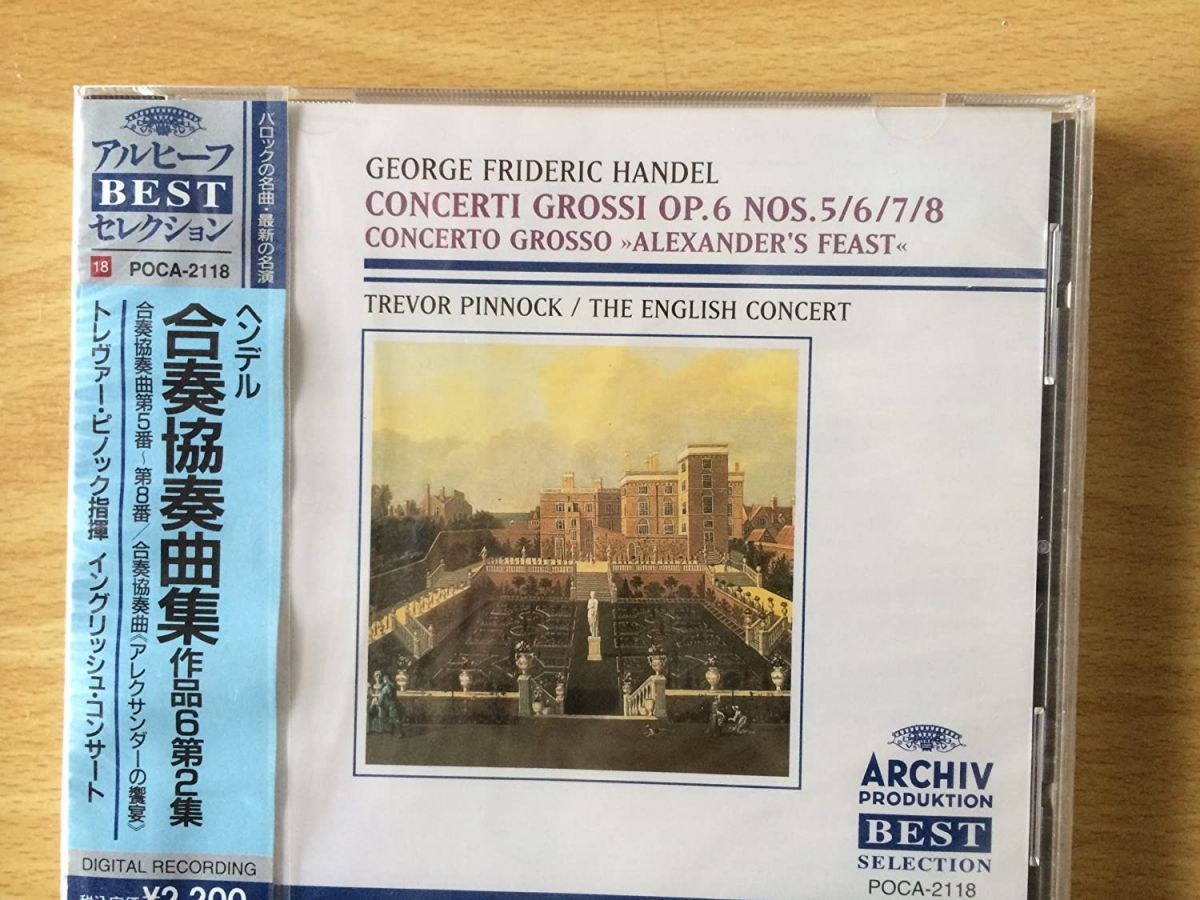 アルヒーフ
BEST
セレクション
18 POCA-2118
バロックの名曲・最新の名演
ヘンデル
合奏協奏曲集 作品6第2集
合奏協奏曲第5番~第8番/合奏協奏曲《アレクサンダーの饗宴》
トレヴァー・ピノック指揮 イングリッシュ・コンサート
DIGITAL RECORDING
税込定価 ¥2,200
GEORGE FRIDERIC HANDEL
CONCERTI GROSSI OP.6 NOS.5/6/7/8
CONCERTO GROSSO »ALEXANDER'S FEAST«
TREVOR PINNOCK / THE ENGLISH CONCERT
ARCHIV
PRODUKTION
BEST
SELECTION
POCA-2118